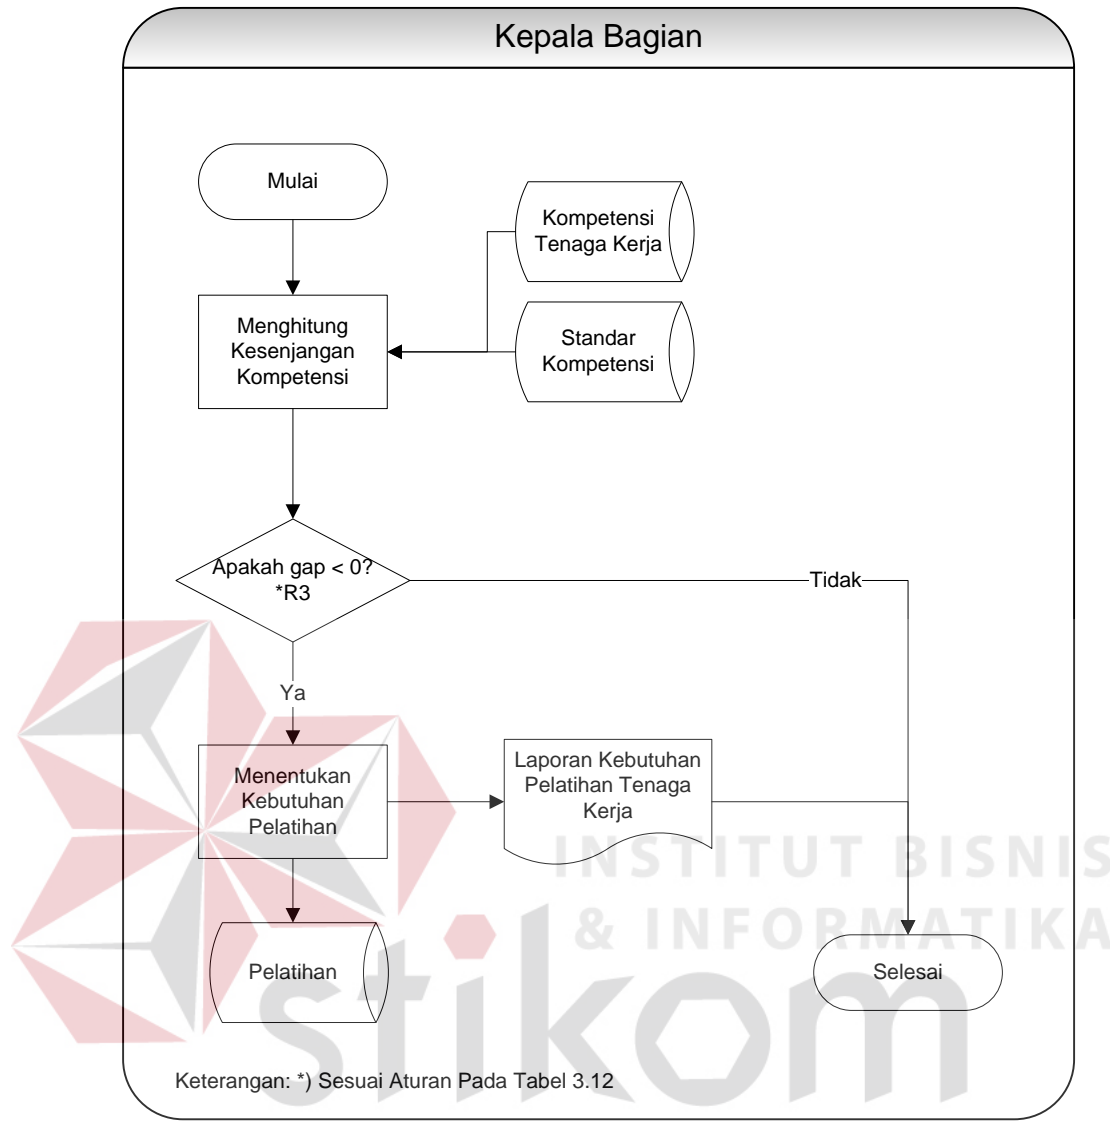 Kepala Bagian
Mulai
Kompetensi
Tenaga Kerja
Menghitung
Kesenjangan
Kompetensi
Standar
Kompetensi
Apakah gap < 0?
*R3
Tidak
Ya
Menentukan
Kebutuhan
Pelatihan
Laporan Kebutuhan
Pelatihan Tenaga
Kerja
INSTITUT BISNIS
& INFORMATIKA
stikom
Pelatihan
Selesai
Keterangan: *) Sesuai Aturan Pada Tabel 3.12